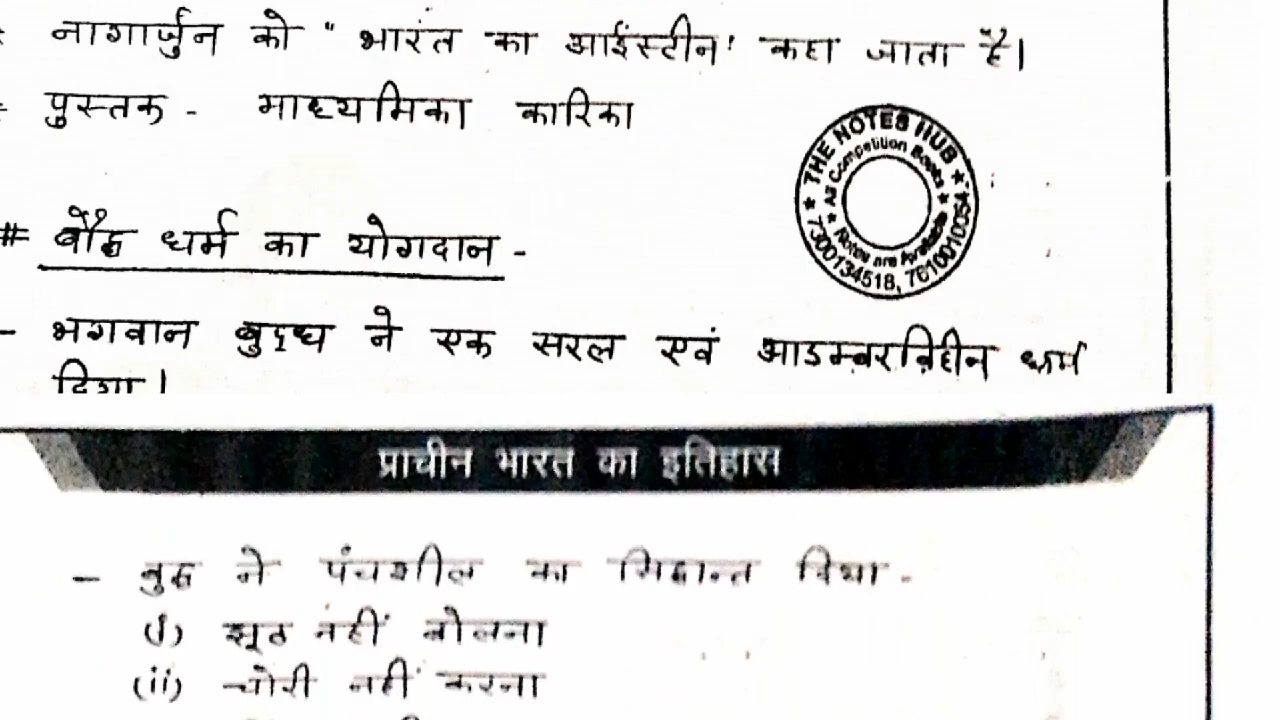 नागार्जुन को "भारत का आईंस्टीन' कहा जाता है।
पुस्तक - माध्यमिका कारिका
THE NOTES HUB
All Competition Books
Notes are Available
7300134518, 7610010054
# बौद्ध धर्म का योगदान -
- भगवान बुद्ध ने एक सरल एवं आडम्बरविहीन धर्म
दिया।
प्राचीन भारत का इतिहास
- बुद्ध ने पंचशील का सिद्धान्त दिया -
(i) झूठ नहीं बोलना
(ii) चोरी नहीं करना